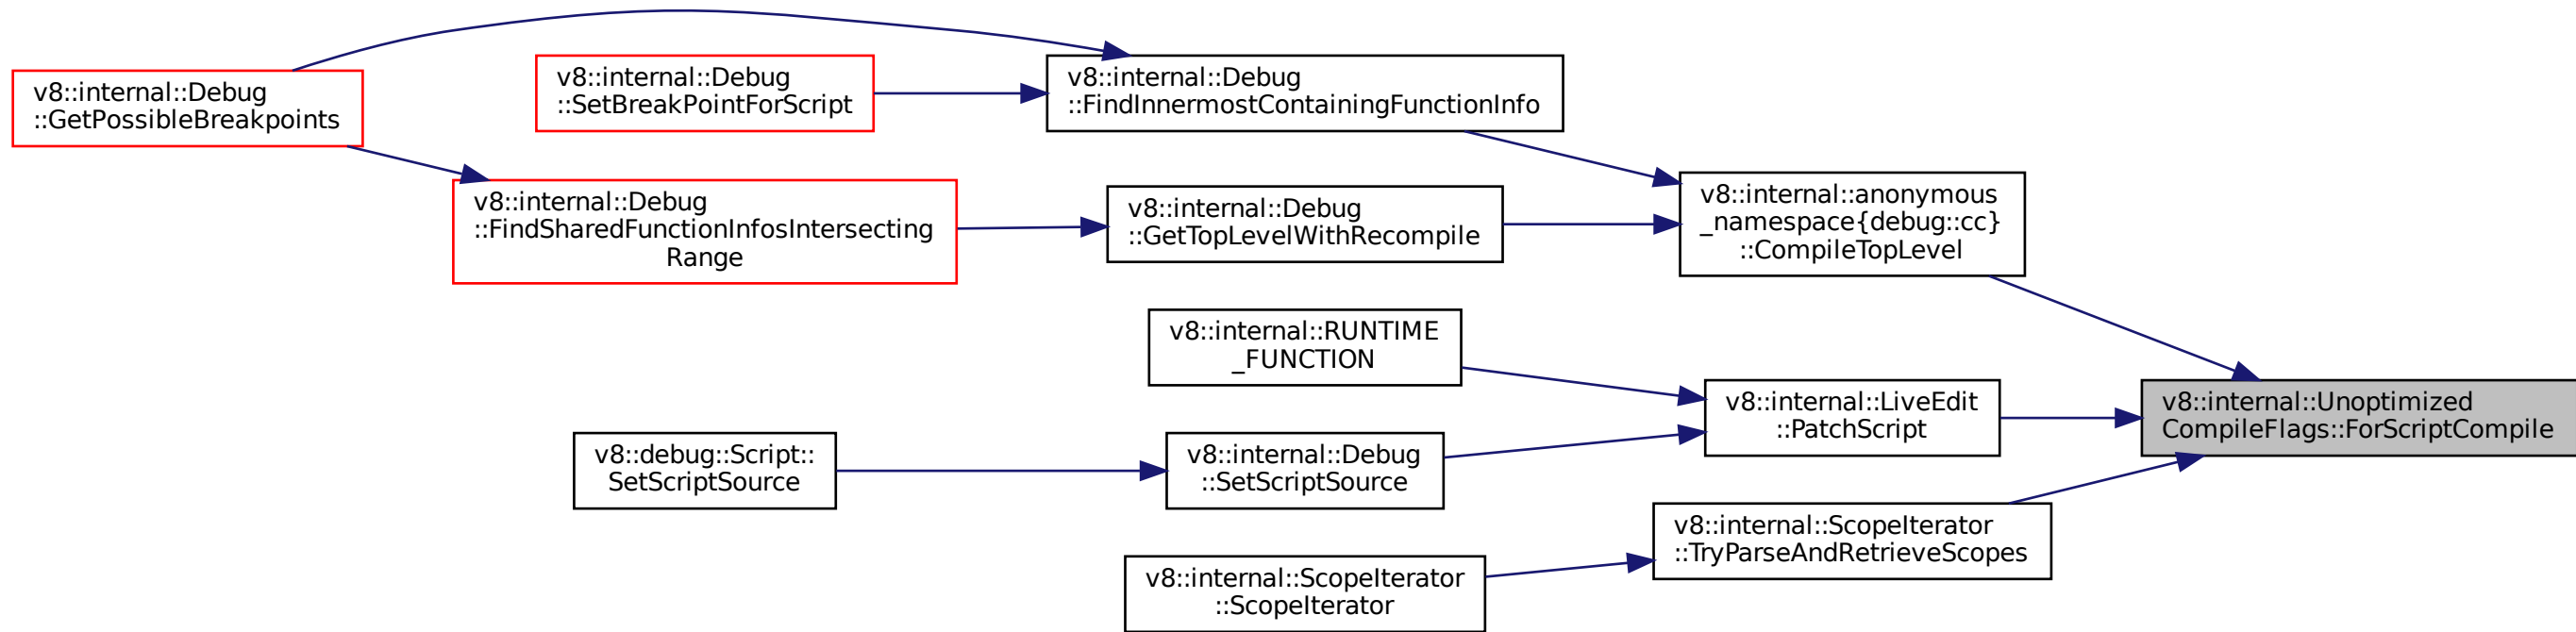 v8::internal::Debug
::GetPossibleBreakpoints
v8::internal::Debug
::SetBreakPointForScript
v8::internal::Debug
::FindInnermostContainingFunctionInfo
v8::internal::Debug
::FindSharedFunctionInfosIntersecting
Range
v8::internal::Debug
::GetTopLevelWithRecompile
v8::internal::anonymous
_namespace{debug::cc}
::CompileTopLevel
v8::internal::RUNTIME
_FUNCTION
v8::internal::LiveEdit
::PatchScript
v8::internal::Unoptimized
CompileFlags::ForScriptCompile
v8::debug::Script::
SetScriptSource
v8::internal::Debug
::SetScriptSource
v8::internal::ScopeIterator
::TryParseAndRetrieveScopes
v8::internal::ScopeIterator
::ScopeIterator